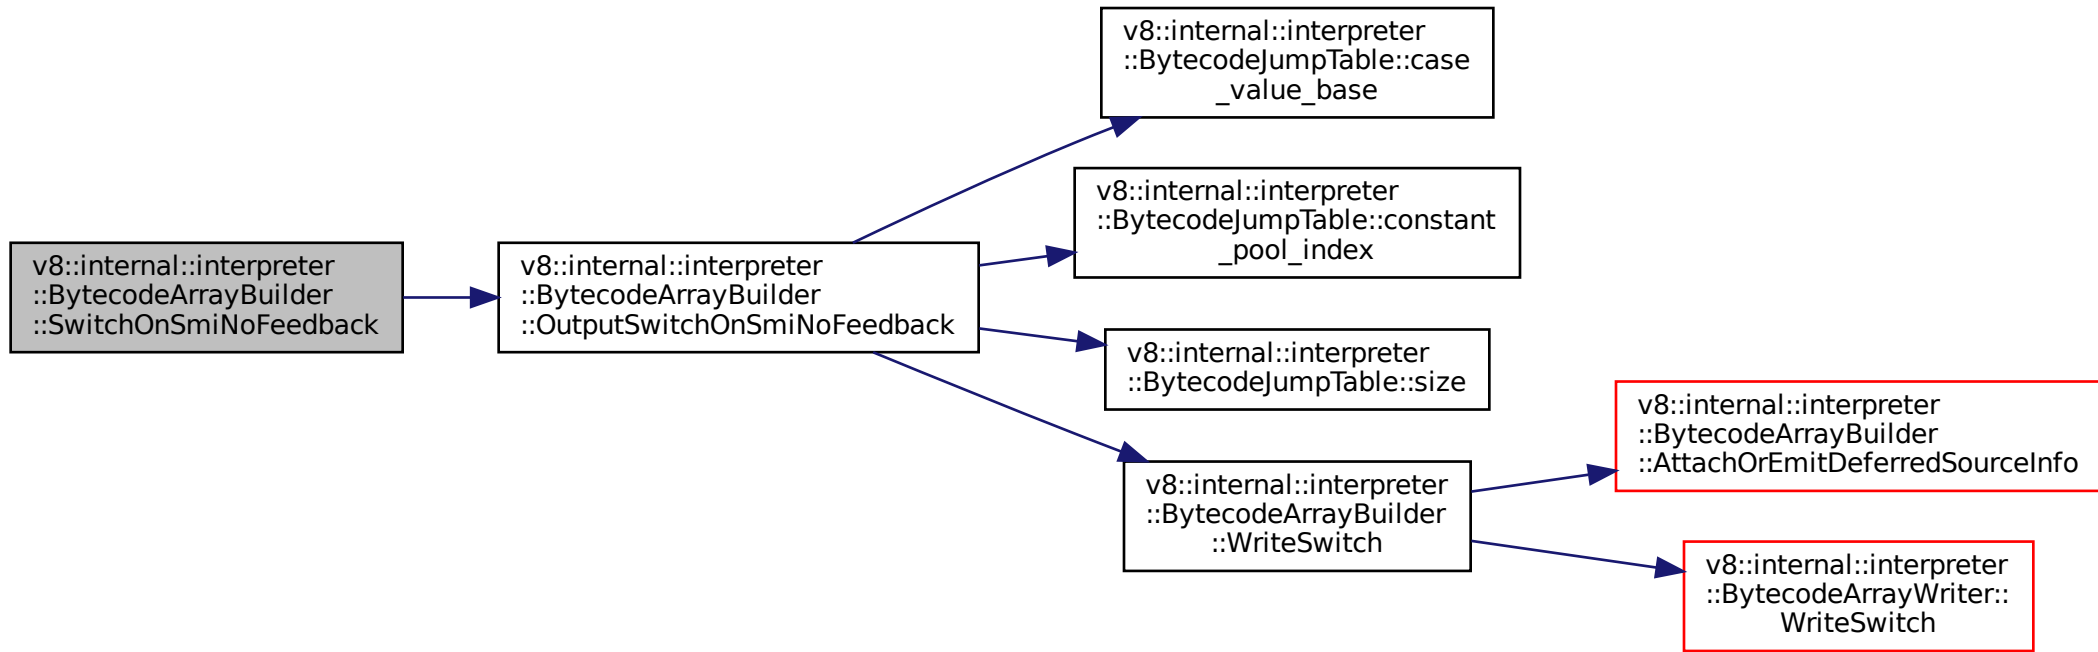 v8::internal::interpreter
::BytecodeArrayBuilder
::SwitchOnSmiNoFeedback
v8::internal::interpreter
::BytecodeArrayBuilder
::OutputSwitchOnSmiNoFeedback
v8::internal::interpreter
::BytecodeJumpTable::case
_value_base
v8::internal::interpreter
::BytecodeJumpTable::constant
_pool_index
v8::internal::interpreter
::BytecodeJumpTable::size
v8::internal::interpreter
::BytecodeArrayBuilder
::WriteSwitch
v8::internal::interpreter
::BytecodeArrayBuilder
::AttachOrEmitDeferredSourceInfo
v8::internal::interpreter
::BytecodeArrayWriter::
WriteSwitch